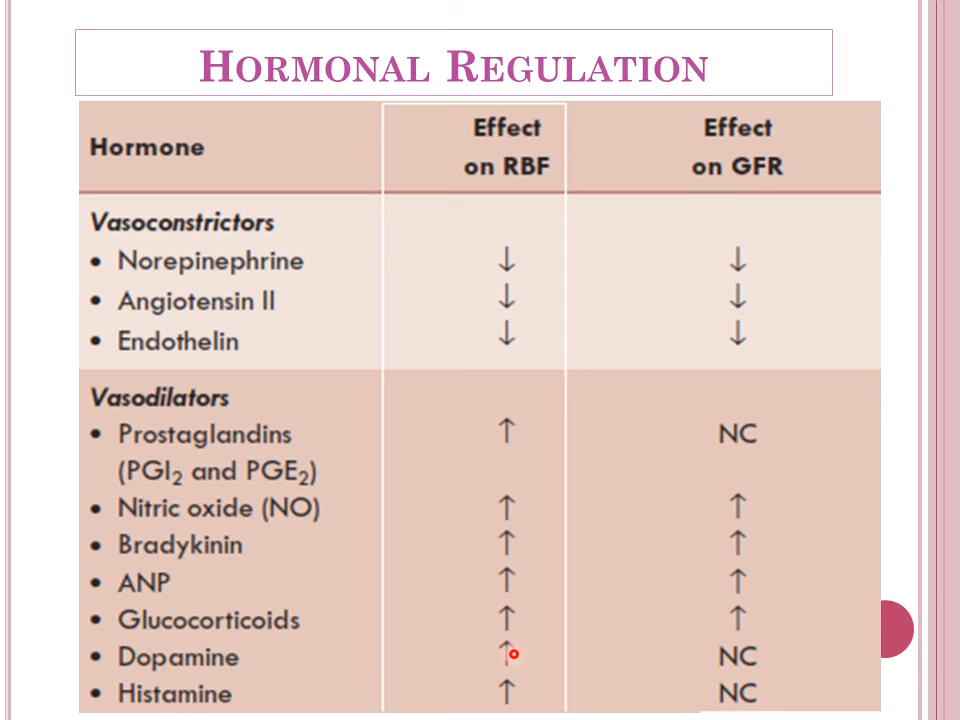 HORMONAL REGULATION
Hormone Effect on RBF Effect on GFR
Vasoconstrictors
• Norepinephrine ↓ ↓
• Angiotensin II ↓ ↓
• Endothelin ↓ ↓
Vasodilators
• Prostaglandins ↑ NC
(PGI₂ and PGE₂)
• Nitric oxide (NO) ↑ ↑
• Bradykinin ↑ ↑
• ANP ↑ ↑
• Glucocorticoids ↑ ↑
• Dopamine ↑ NC
• Histamine ↑ NC